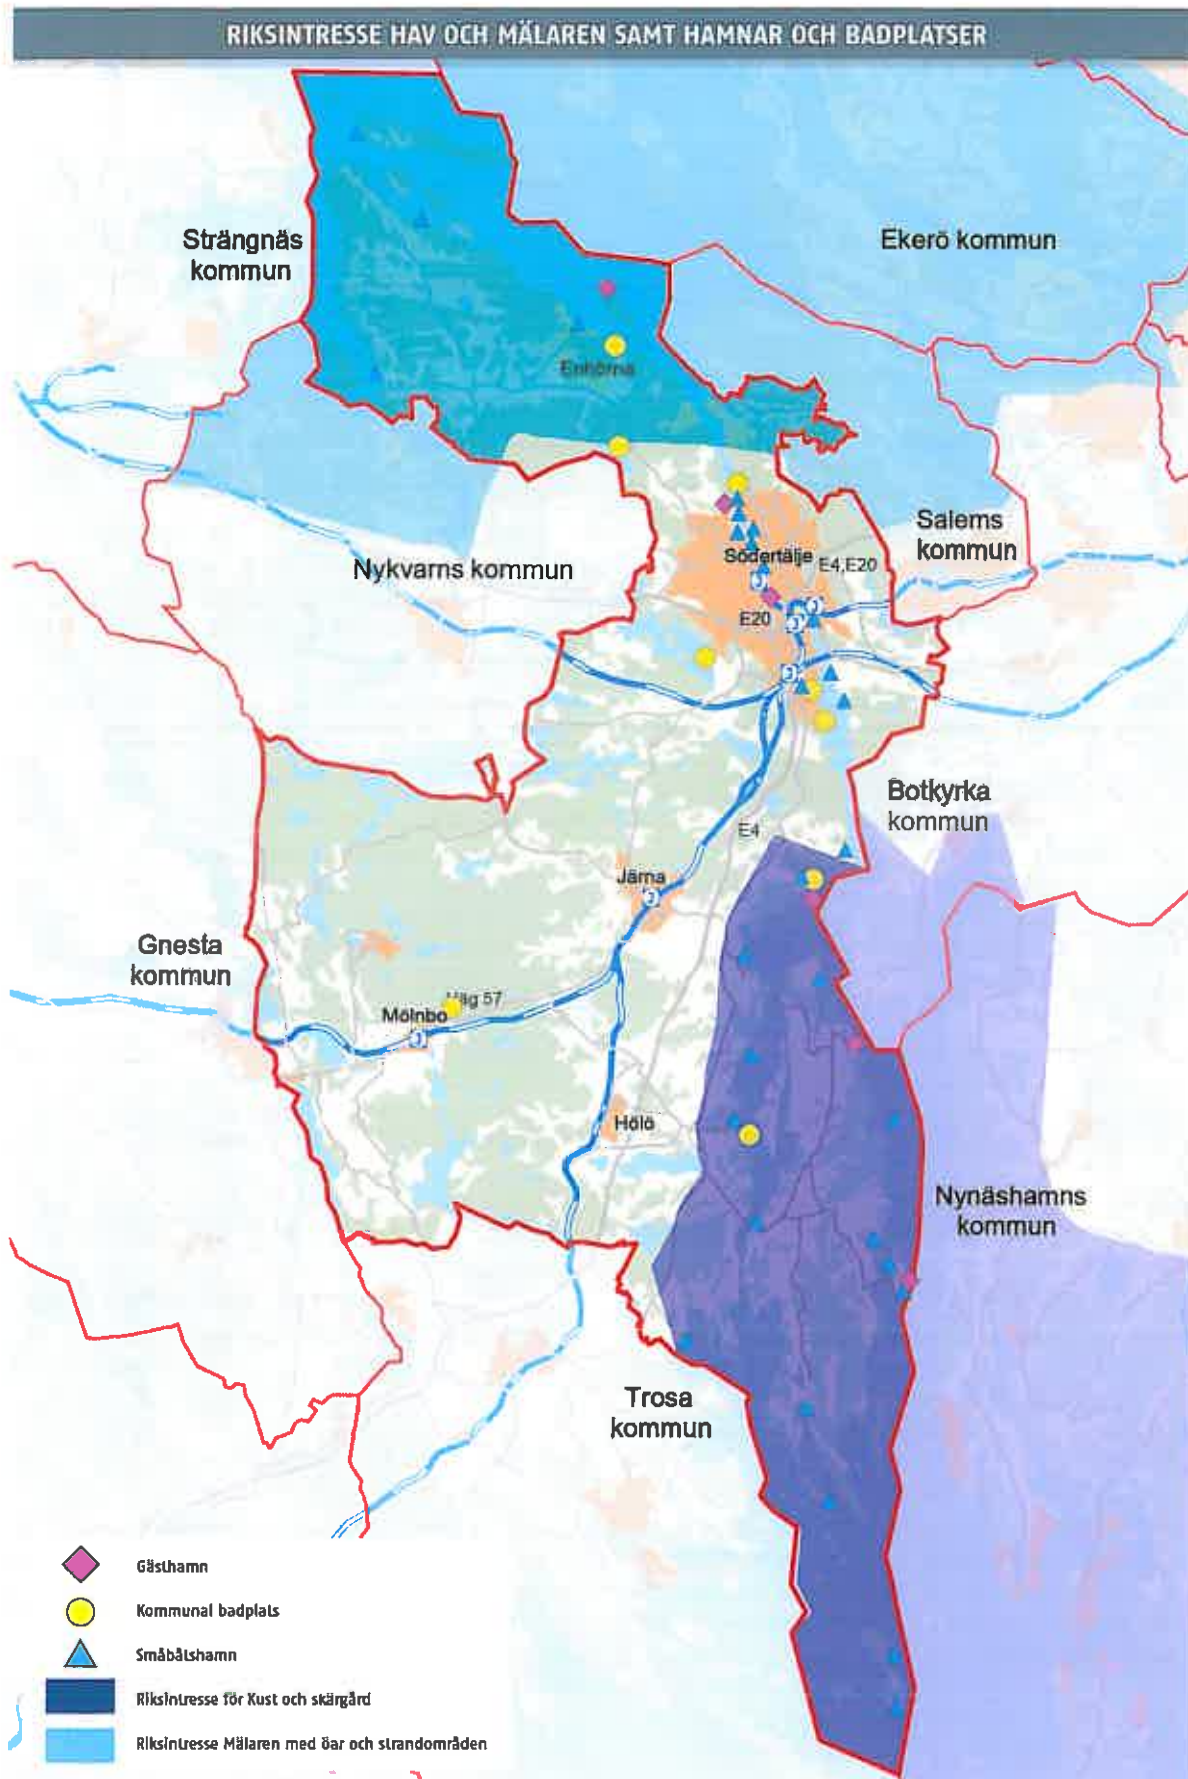 RIKSINTRESSE HAV OCH MÄLAREN SAMT HAMNAR OCH BADPLATSER
Strängnäs
kommun
Ekerö kommun
Enhörna
Salems
kommun
Nykvarns kommun
Södertälje
E4,E20
E20
Botkyrka
kommun
E4
Järna
Gnesta
kommun
Väg 57
Mölnbo
Hölö
Nynäshamns
kommun
Trosa
kommun
Gästhamn
Kommunal badplats
Småbåtshamn
Riksintresse för Kust och skärgård
Riksintresse Mälaren med öar och strandområden